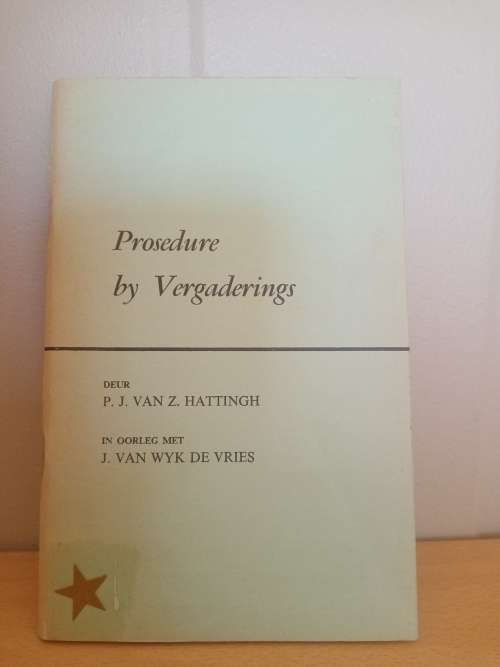 Prosedure
by Vergaderings
DEUR
P. J. VAN Z. HATTINGH
IN OORLEG MET
J. VAN WYK DE VRIES